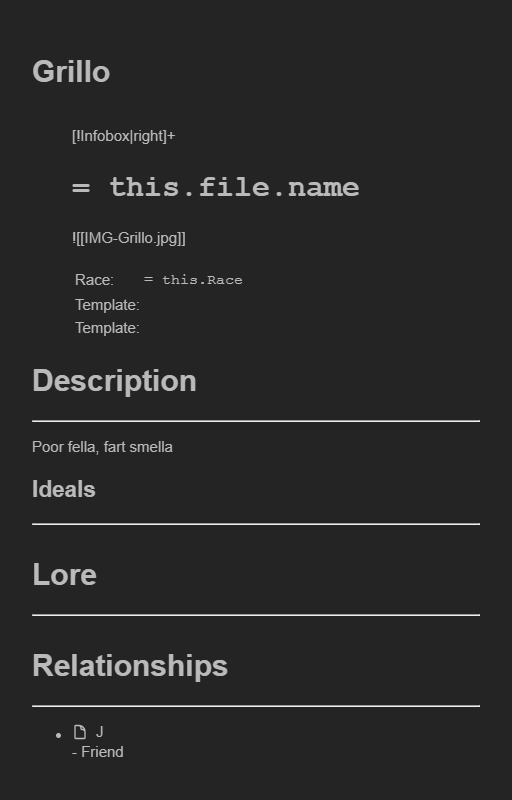 Grillo
[!Infobox|right]+
= this.file.name
![[IMG-Grillo.jpg]]
Race: = this.Race
Template:
Template:
Description
Poor fella, fart smella
Ideals
Lore
Relationships
J
- Friend